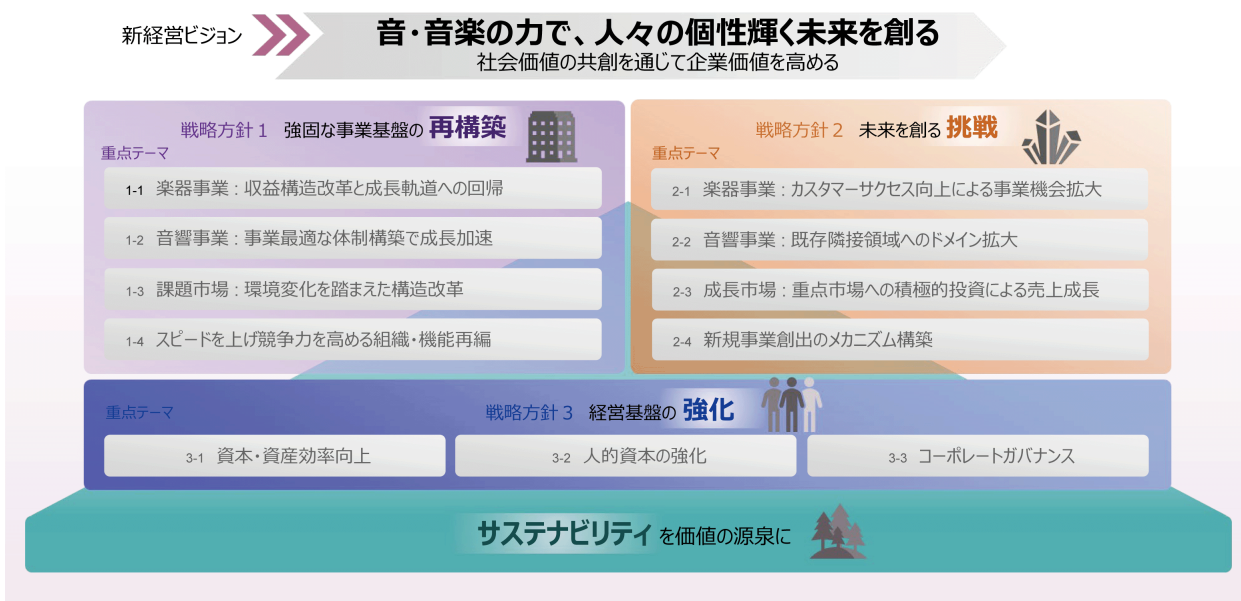 新経営ビジョン
音・音楽の力で、人々の個性輝く未来を創る
社会価値の共創を通じて企業価値を高める
戦略方針1 強固な事業基盤の 再構築
重点テーマ
1-1 楽器事業：収益構造改革と成長軌道への回帰
1-2 音響事業：事業最適な体制構築で成長加速
1-3 課題市場：環境変化を踏まえた構造改革
1-4 スピードを上げ競争力を高める組織・機能再編
戦略方針2 未来を創る 挑戦
重点テーマ
2-1 楽器事業：カスタマーサクセス向上による事業機会拡大
2-2 音響事業：既存隣接領域へのドメイン拡大
2-3 成長市場：重点市場への積極的投資による売上成長
2-4 新規事業創出のメカニズム構築
重点テーマ
戦略方針3 経営基盤の 強化
3-1 資本・資産効率向上
3-2 人的資本の強化
3-3 コーポレートガバナンス
サステナビリティ を価値の源泉に